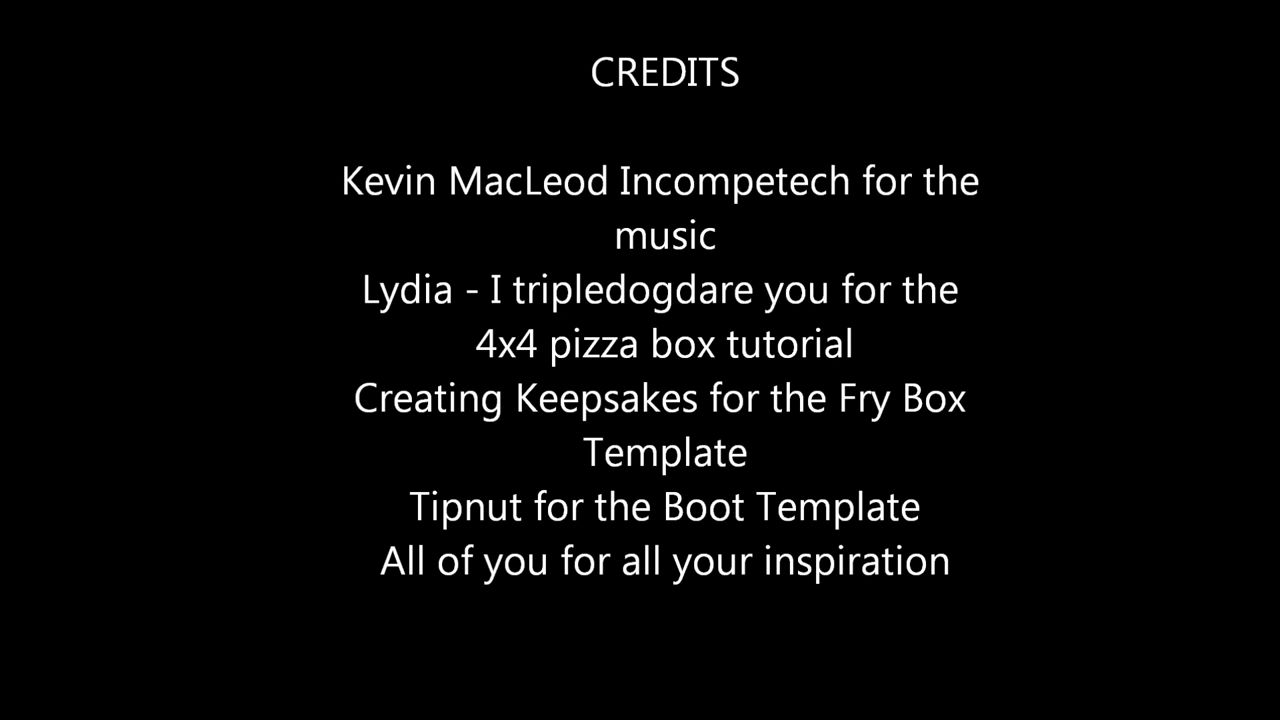 CREDITS
Kevin MacLeod Incompetech for the
music
Lydia - I tripledogdare you for the
4x4 pizza box tutorial
Creating Keepsakes for the Fry Box
Template
Tipnut for the Boot Template
All of you for all your inspiration